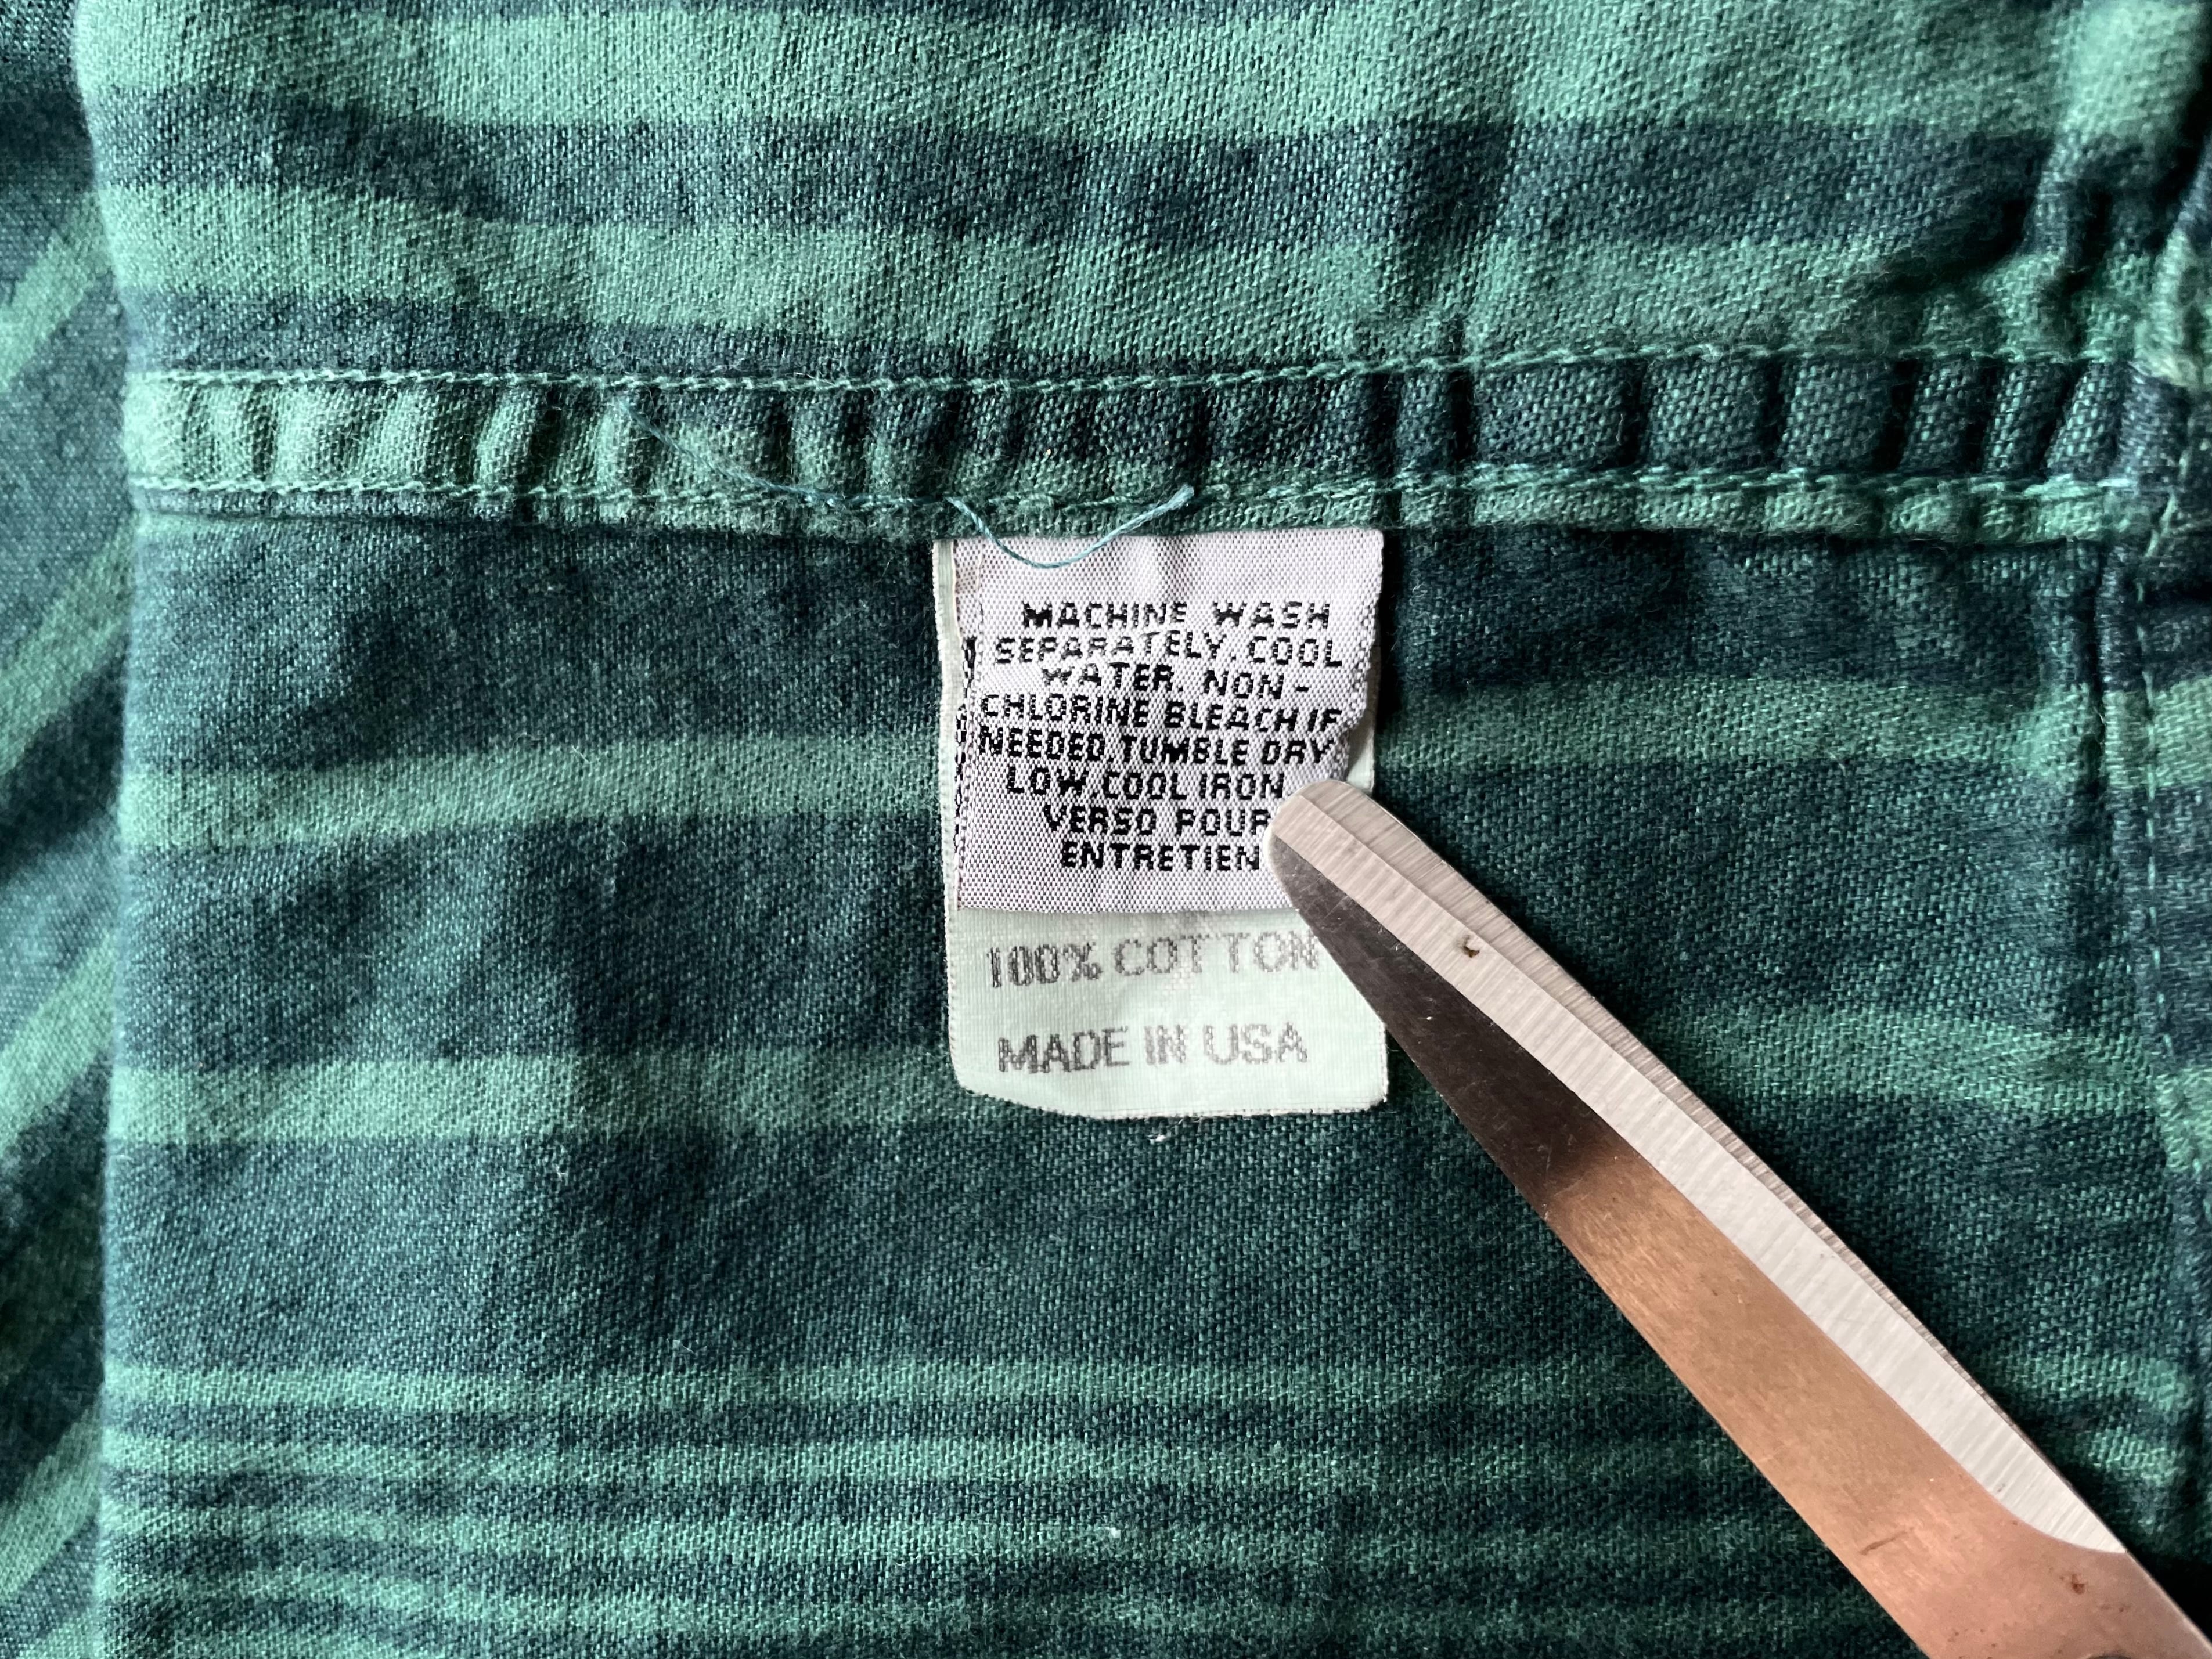 MACHINE WASH
SEPARATELY, COOL
WATER. NON-
CHLORINE BLEACH IF
NEEDED, TUMBLE DRY
LOW, COOL IRON
VERSO POUR
ENTRETIEN
100% COTTON
MADE IN USA